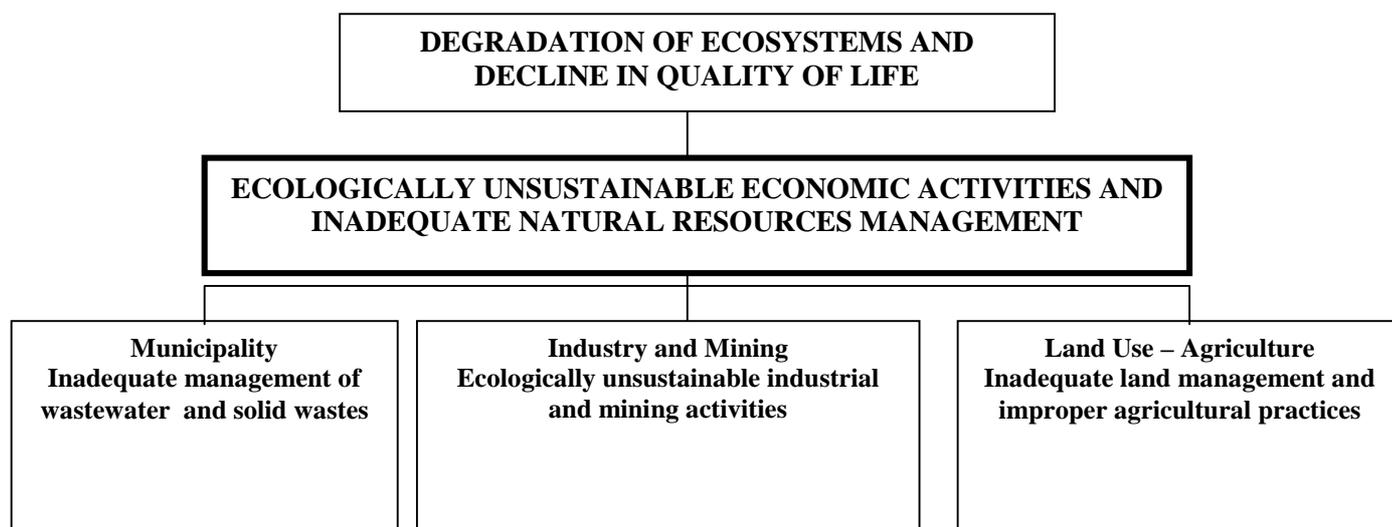 DEGRADATION OF ECOSYSTEMS AND
DECLINE IN QUALITY OF LIFE
ECOLOGICALLY UNSUSTAINABLE ECONOMIC ACTIVITIES AND
INADEQUATE NATURAL RESOURCES MANAGEMENT
Municipality
Inadequate management of
wastewater and solid wastes
Industry and Mining
Ecologically unsustainable industrial
and mining activities
Land Use – Agriculture
Inadequate land management and
improper agricultural practices